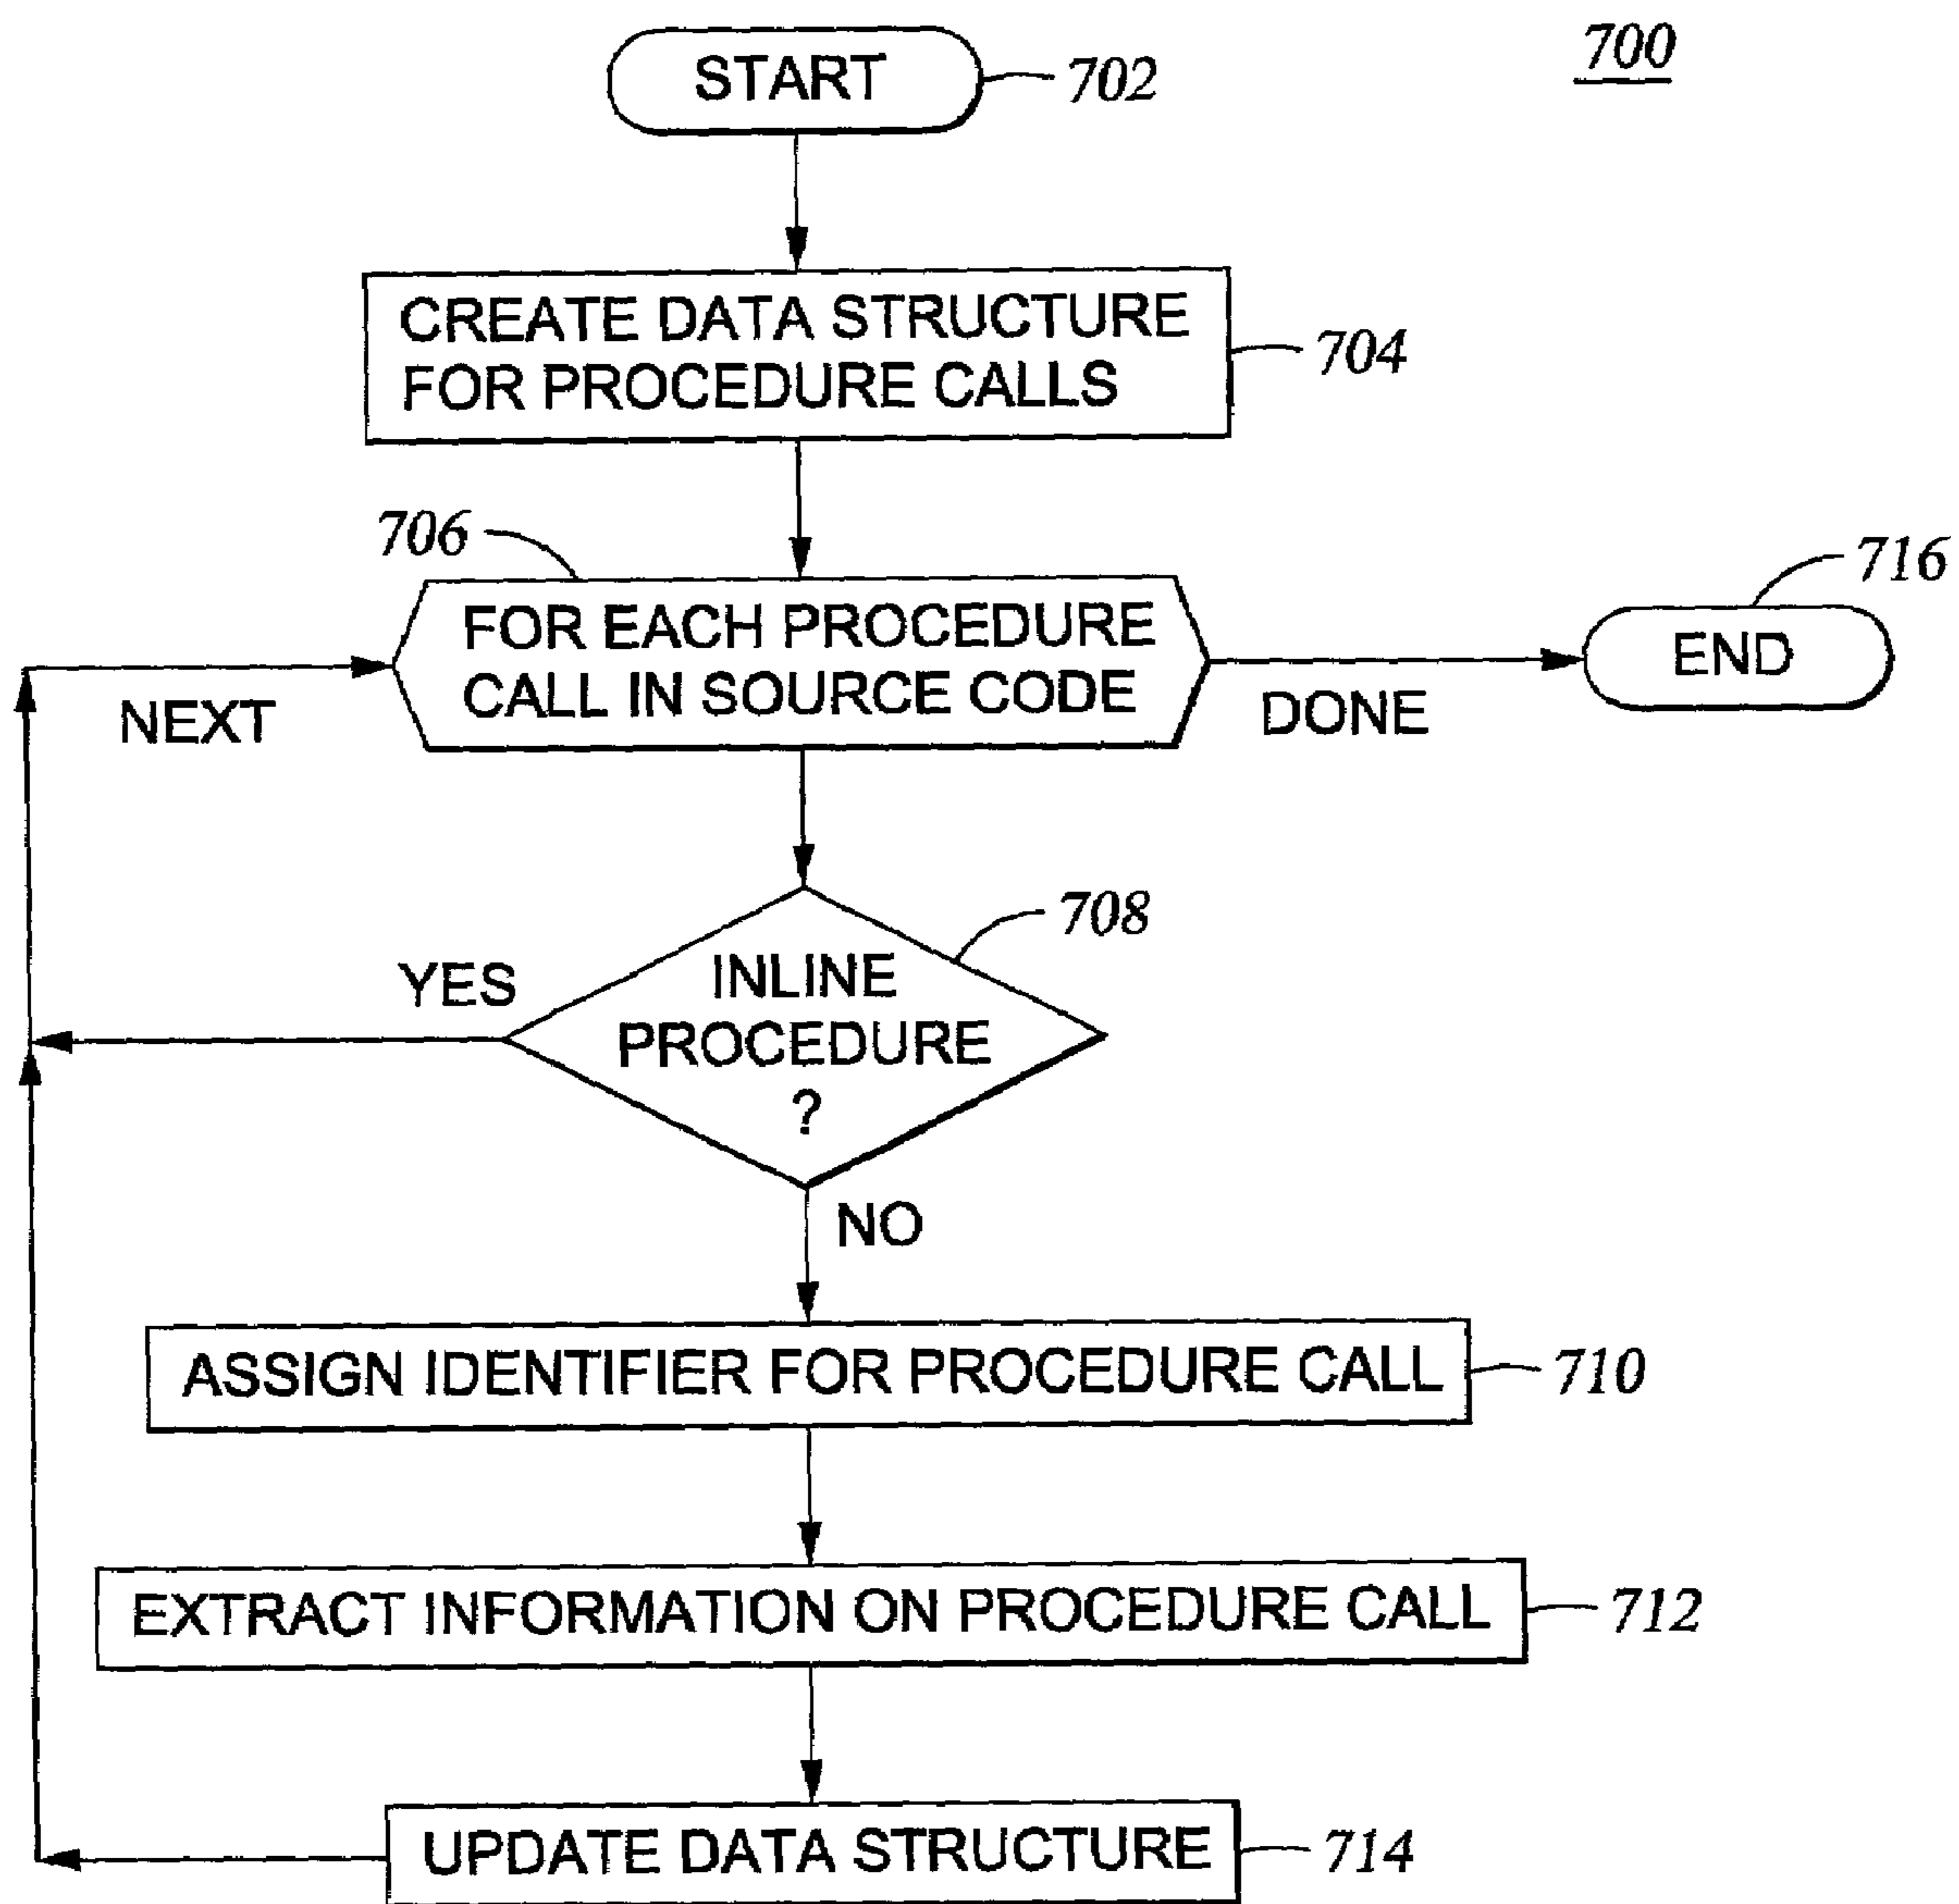 700
START
702
CREATE DATA STRUCTURE
FOR PROCEDURE CALLS
704
706
FOR EACH PROCEDURE
CALL IN SOURCE CODE
716
END
NEXT
DONE
708
INLINE
PROCEDURE
?
YES
NO
ASSIGN IDENTIFIER FOR PROCEDURE CALL
710
EXTRACT INFORMATION ON PROCEDURE CALL
712
UPDATE DATA STRUCTURE
714